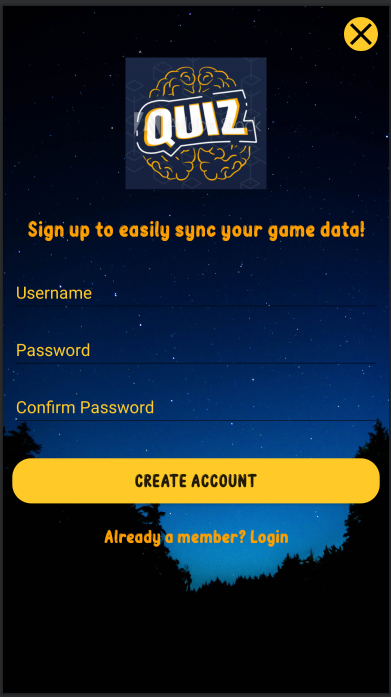 QUIZ
Sign up to easily sync your game data!
Username
Password
Confirm Password
CREATE ACCOUNT
Already a member? Login